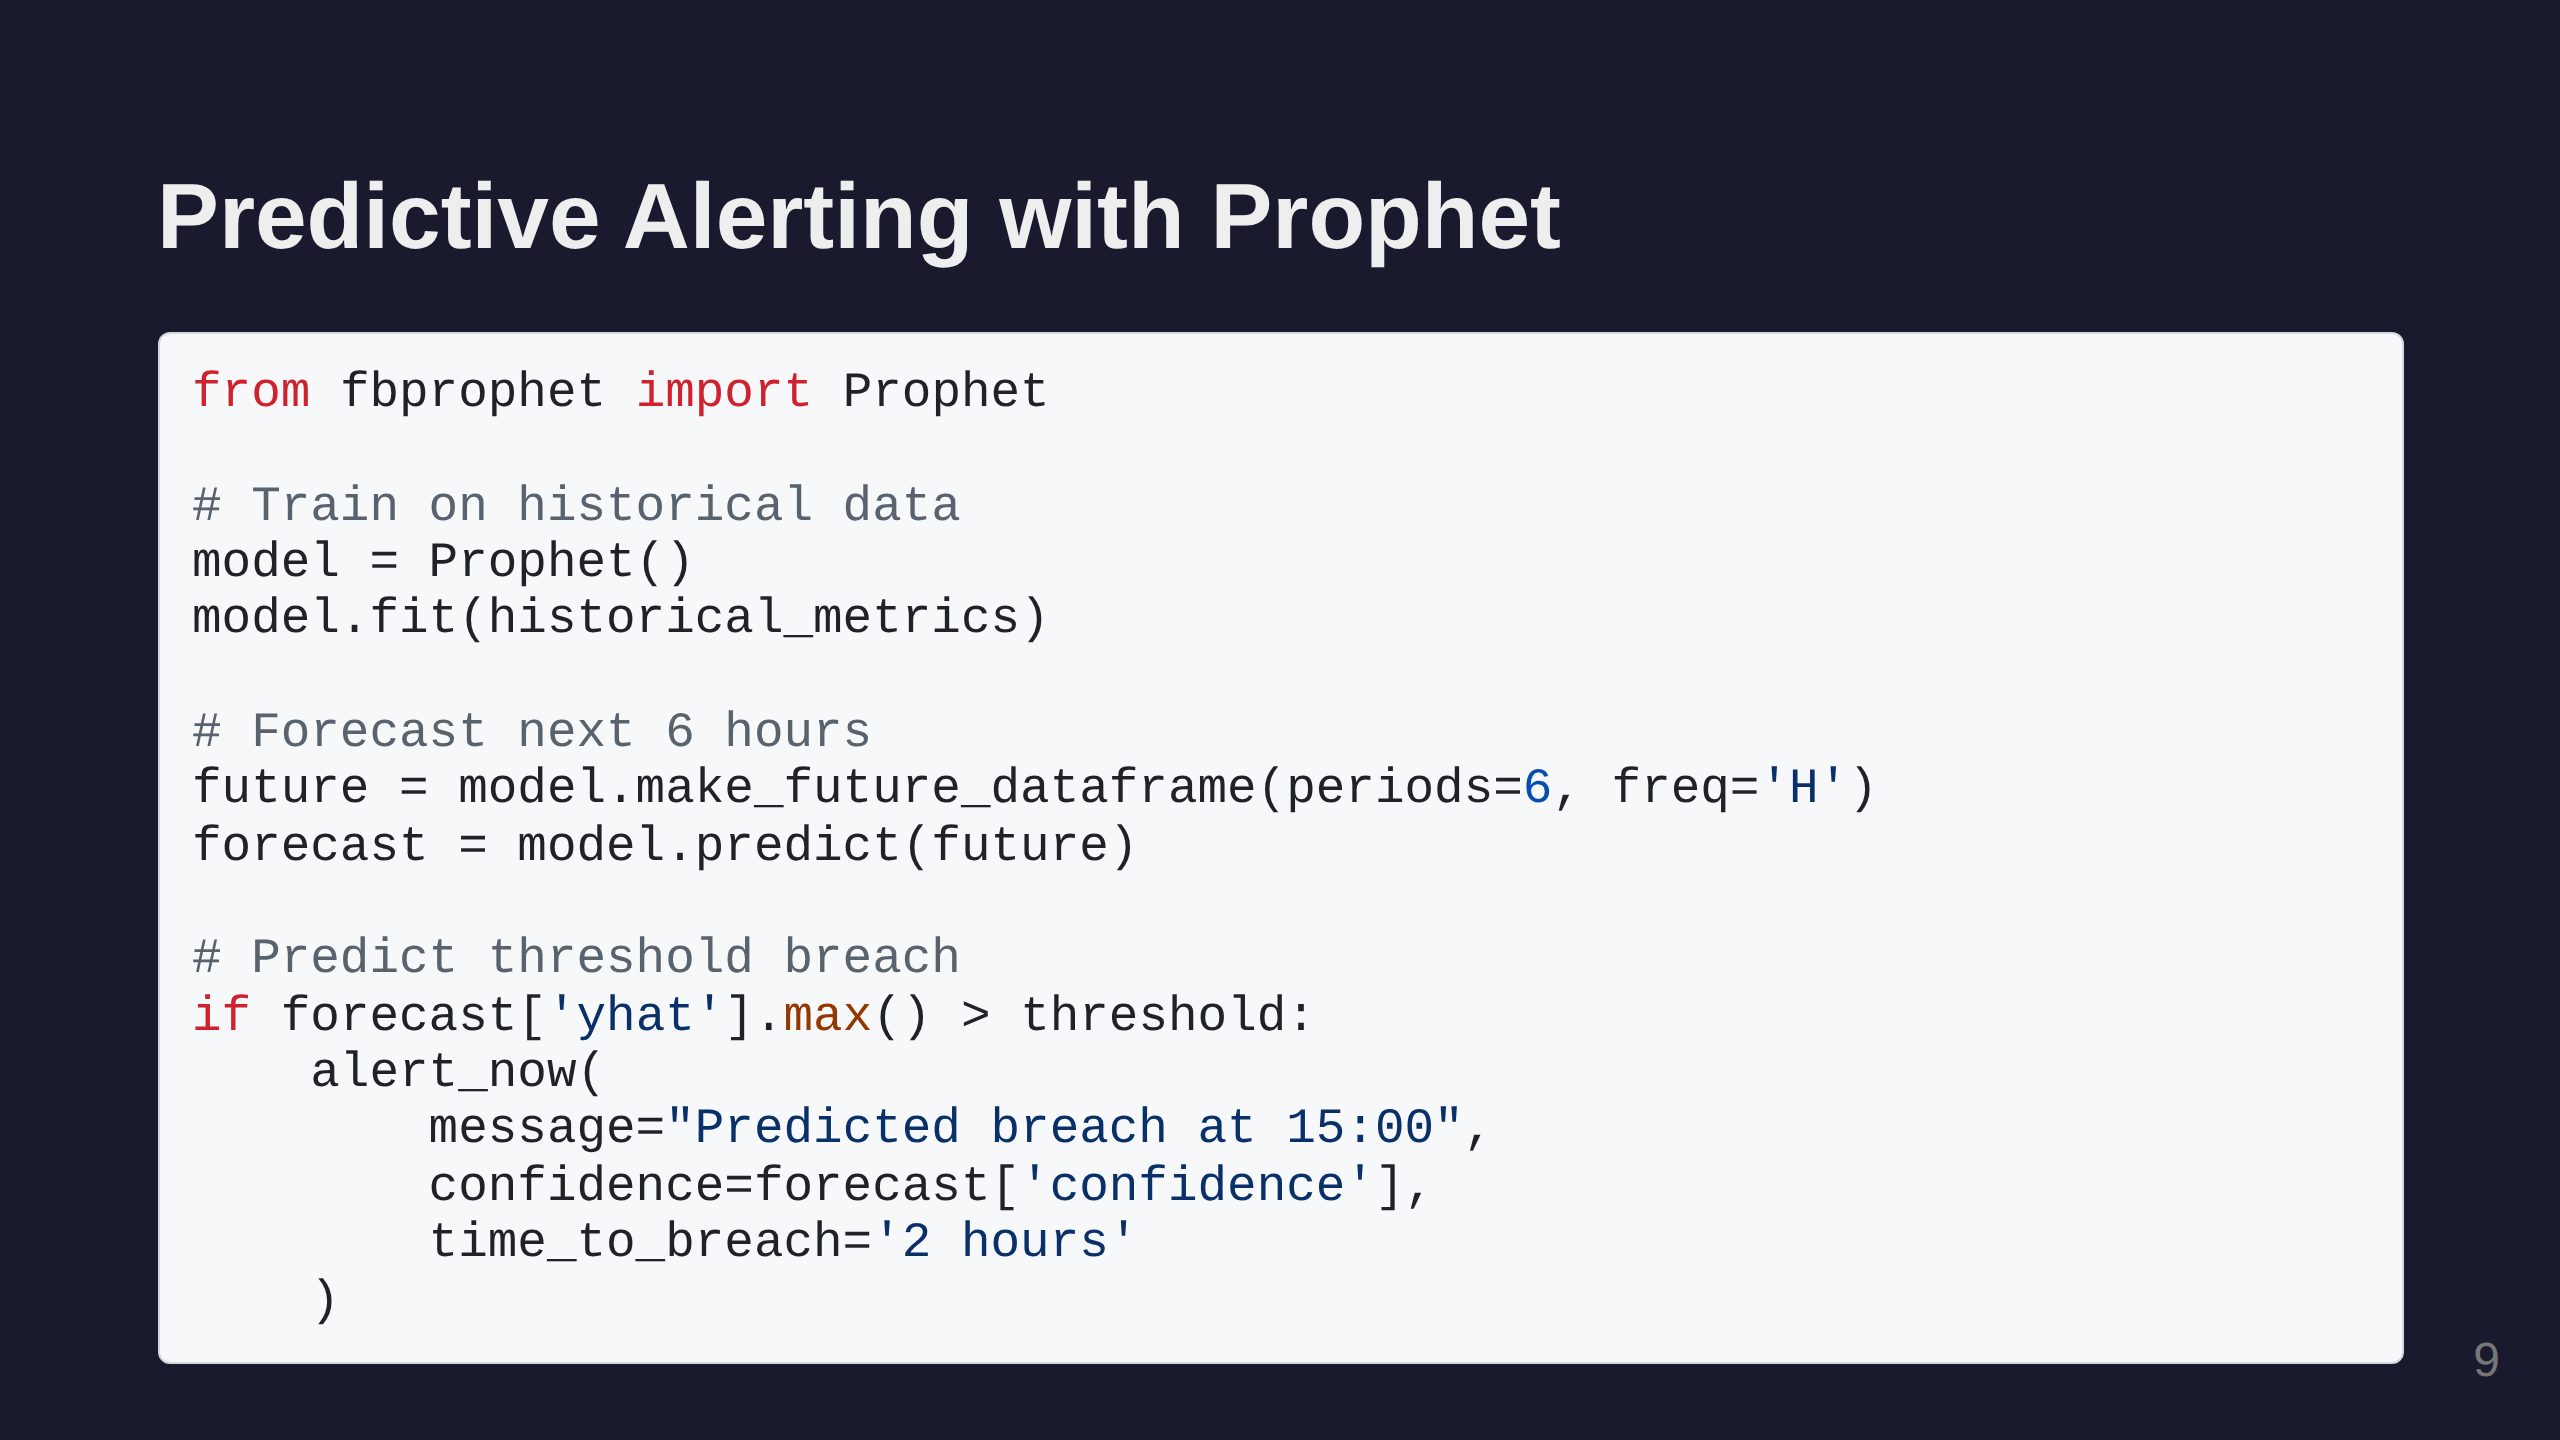 Predictive Alerting with Prophet
from fbprophet import Prophet
# Train on historical data
model = Prophet()
model.fit(historical_metrics)
# Forecast next 6 hours
future = model.make_future_dataframe(periods=6, freq='H')
forecast = model.predict(future)
# Predict threshold breach
if forecast['yhat'].max() > threshold:
    alert_now(
        message="Predicted breach at 15:00",
        confidence=forecast['confidence'],
        time_to_breach='2 hours'
    )
9